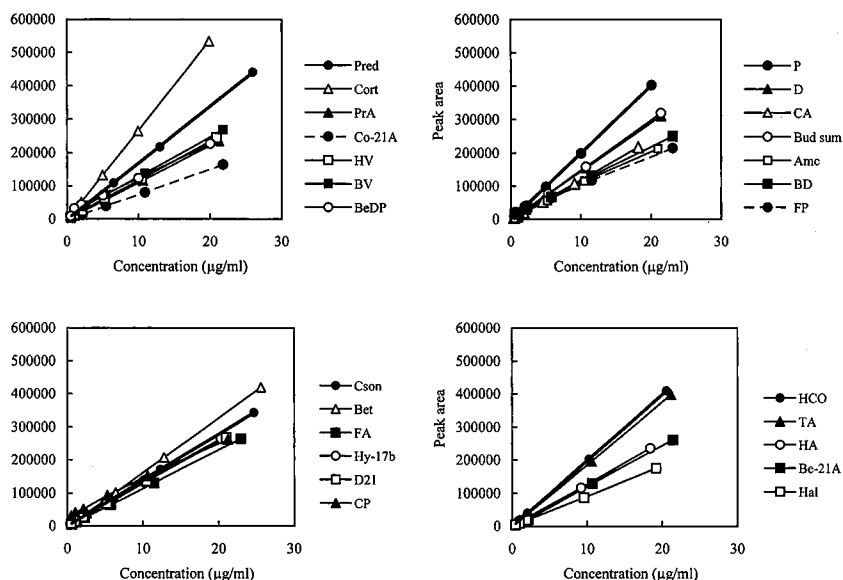 600000
500000
400000
300000
200000
100000
0
0 10 20 30
Concentration (µg/ml)
Pred
Cort
PrA
Co-21A
HV
BV
BeDP
Peak area
600000
500000
400000
300000
200000
100000
0
0 10 20 30
Concentration (µg/ml)
P
D
CA
Bud sum
Amc
BD
FP
600000
500000
400000
300000
200000
100000
0
0 10 20 30
Concentration (µg/ml)
Cson
Bet
FA
Hy-17b
D21
CP
Peak area
600000
500000
400000
300000
200000
100000
0
0 10 20 30
Concentration (µg/ml)
HCO
TA
HA
Be-21A
Hal